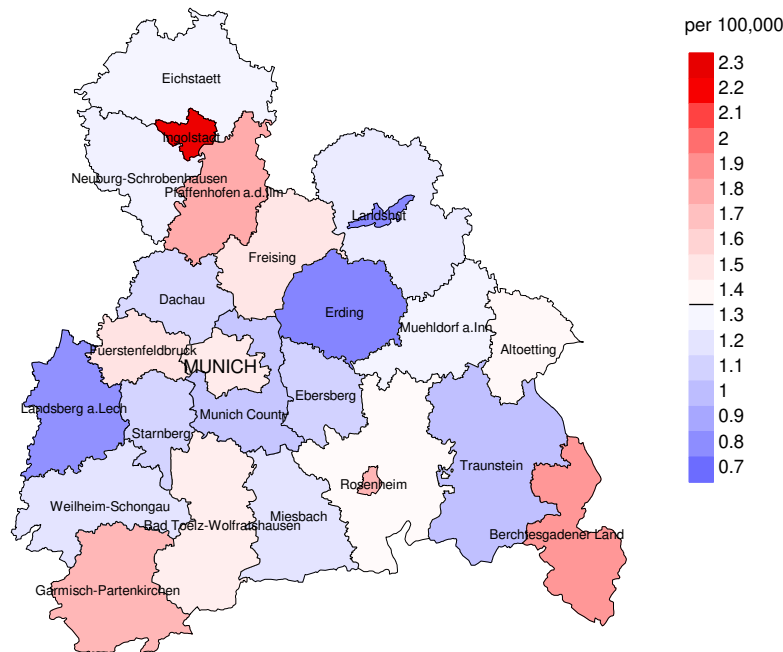 per 100,000
2.3
2.2
2.1
2
1.9
1.8
1.7
1.6
1.5
1.4
1.3
1.2
1.1
1
0.9
0.8
0.7
Eichstaett
Ingolstadt
Neuburg-Schrobenhausen
Pfaffenhofen a.d.Ilm
Landshut
Freising
Dachau
Erding
Muehldorf a.Inn
Fuerstenfeldbruck
Altoetting
MUNICH
Ebersberg
Landsberg a.Lech
Munich County
Starnberg
Traunstein
Rosenheim
Weilheim-Schongau
Miesbach
Bad Toelz-Wolfratshausen
Berchtesgadener Land
Garmisch-Partenkirchen